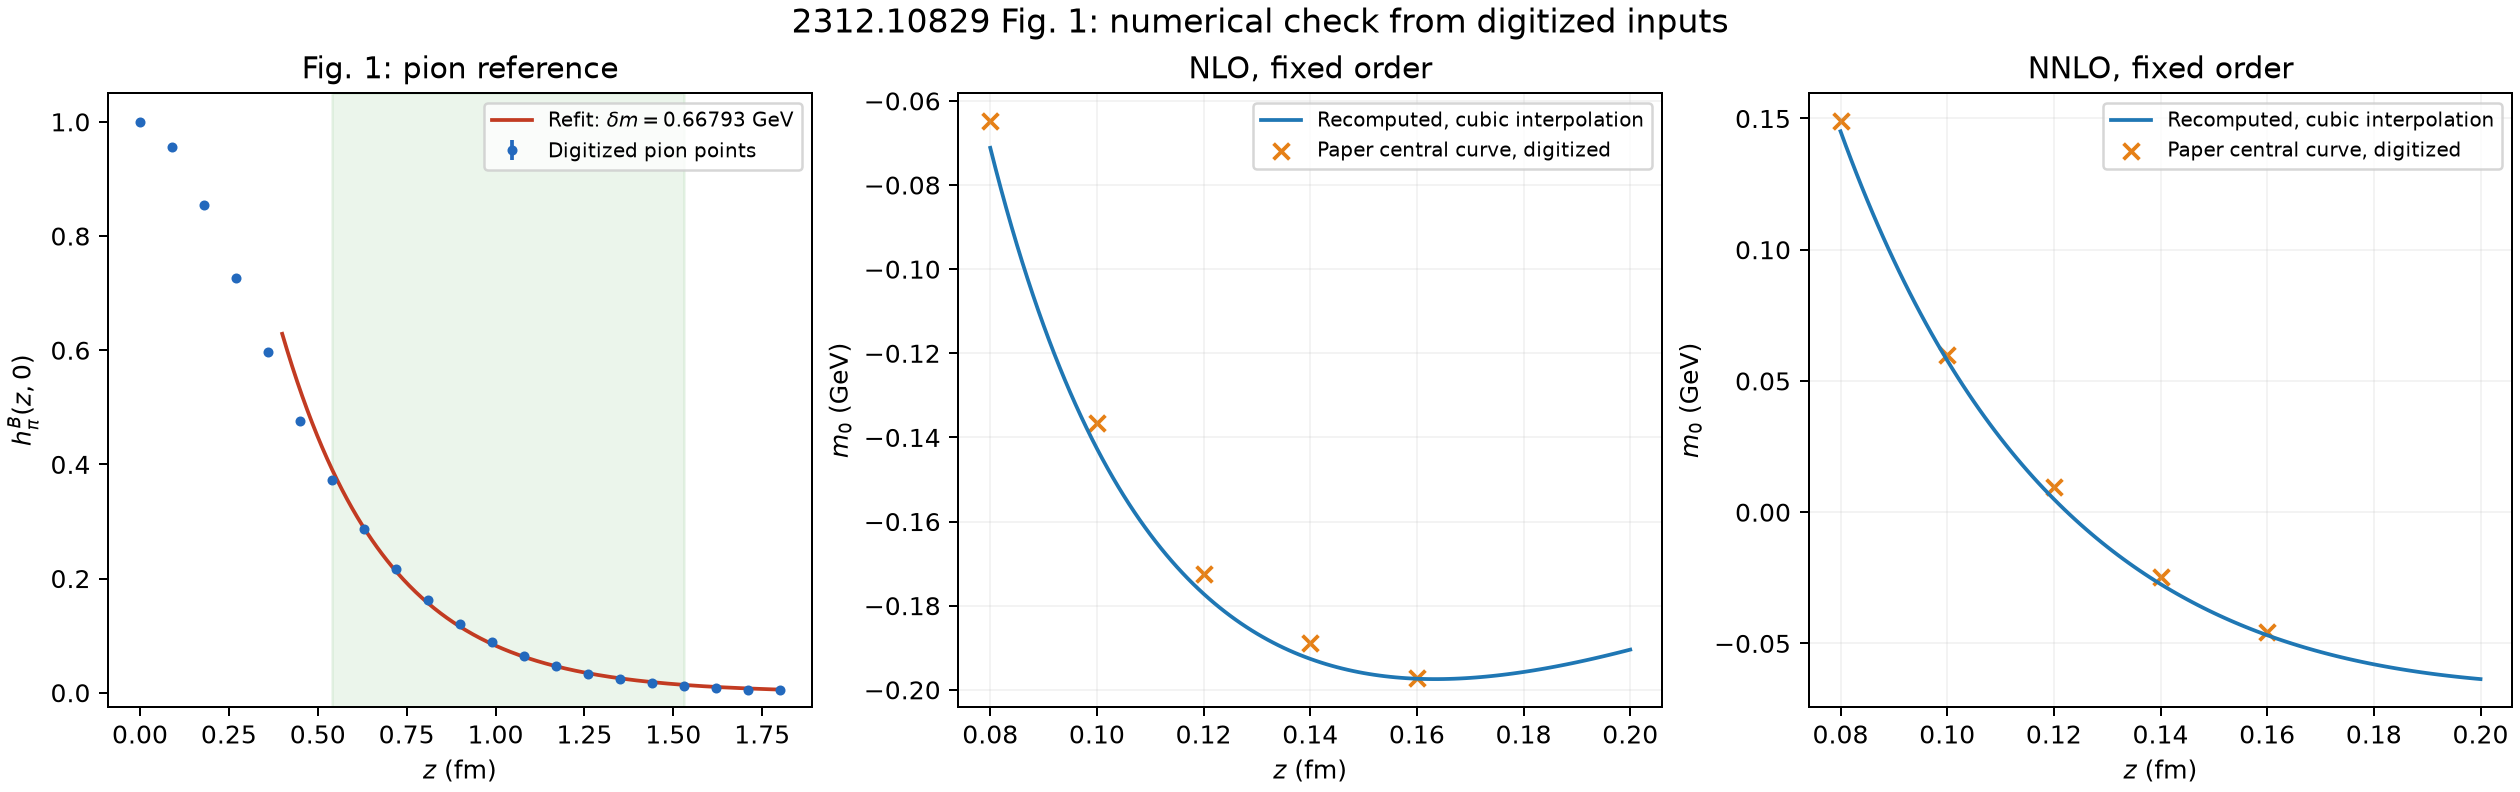 2312.10829 Fig. 1: numerical check from digitized inputs
Fig. 1: pion reference
Refit: δm = 0.66793 GeV
Digitized pion points
1.0
0.8
0.6
0.4
0.2
0.0
h_π^B(z, 0)
0.00 0.25 0.50 0.75 1.00 1.25 1.50 1.75
z (fm)
NLO, fixed order
Recomputed, cubic interpolation
Paper central curve, digitized
−0.06
−0.08
−0.10
−0.12
−0.14
−0.16
−0.18
−0.20
m₀ (GeV)
0.08 0.10 0.12 0.14 0.16 0.18 0.20
z (fm)
NNLO, fixed order
Recomputed, cubic interpolation
Paper central curve, digitized
0.15
0.10
0.05
0.00
−0.05
m₀ (GeV)
0.08 0.10 0.12 0.14 0.16 0.18 0.20
z (fm)